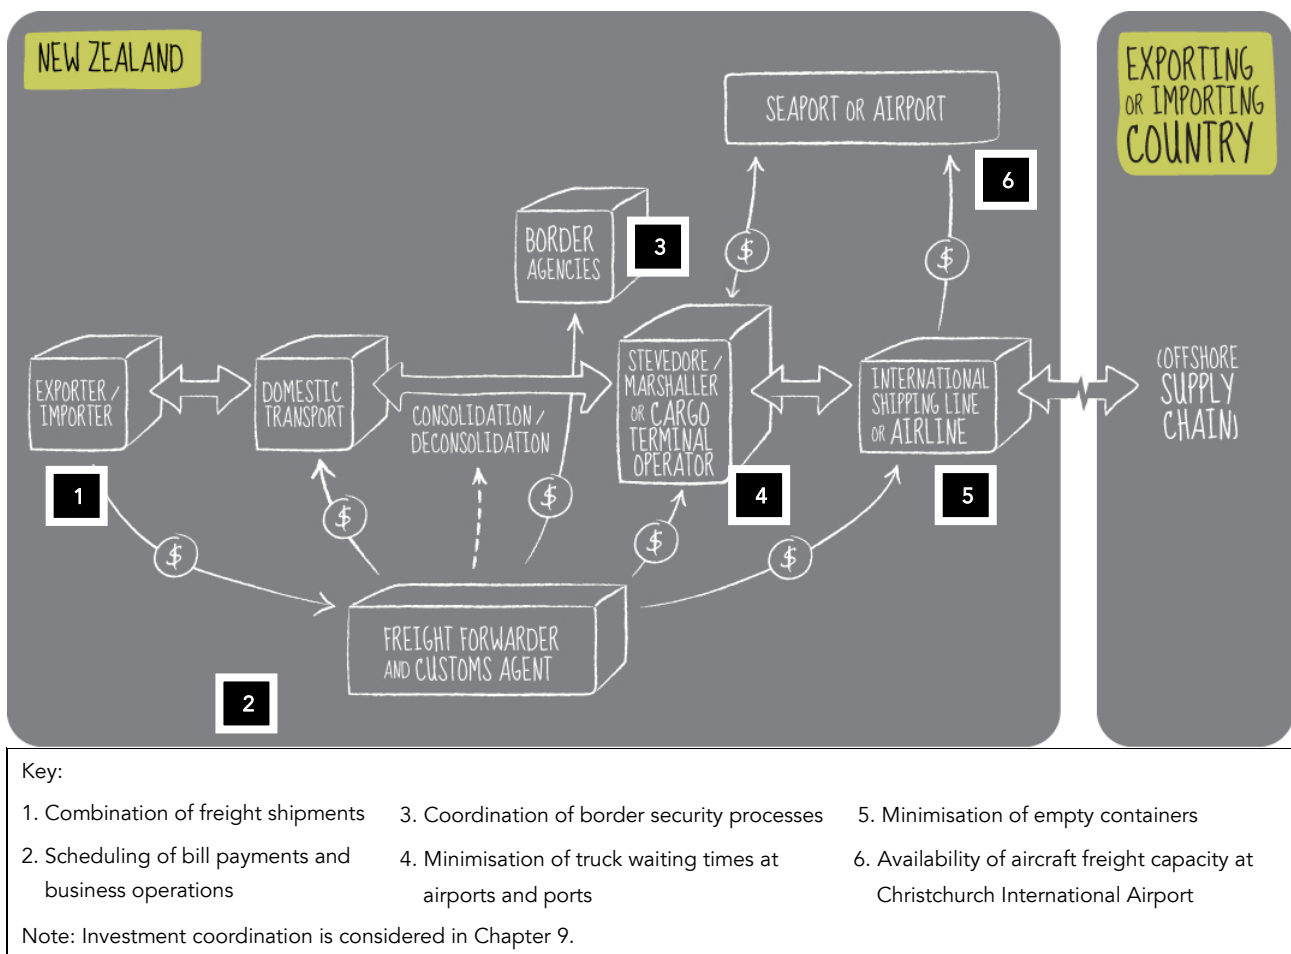 NEW ZEALAND
EXPORTING
OR IMPORTING
COUNTRY
SEAPORT OR AIRPORT
6
BORDER
AGENCIES
3
$
$
EXPORTER /
IMPORTER
DOMESTIC
TRANSPORT
CONSOLIDATION /
DECONSOLIDATION
STEVEDORE /
MARSHALLER
OR CARGO
TERMINAL
OPERATOR
INTERNATIONAL
SHIPPING LINE
OR AIRLINE
(OFFSHORE
SUPPLY
CHAIN)
1
4
5
$
$
$
$
$
FREIGHT FORWARDER
AND CUSTOMS AGENT
2
Key:
1. Combination of freight shipments
2. Scheduling of bill payments and
business operations
3. Coordination of border security processes
4. Minimisation of truck waiting times at
airports and ports
5. Minimisation of empty containers
6. Availability of aircraft freight capacity at
Christchurch International Airport
Note: Investment coordination is considered in Chapter 9.